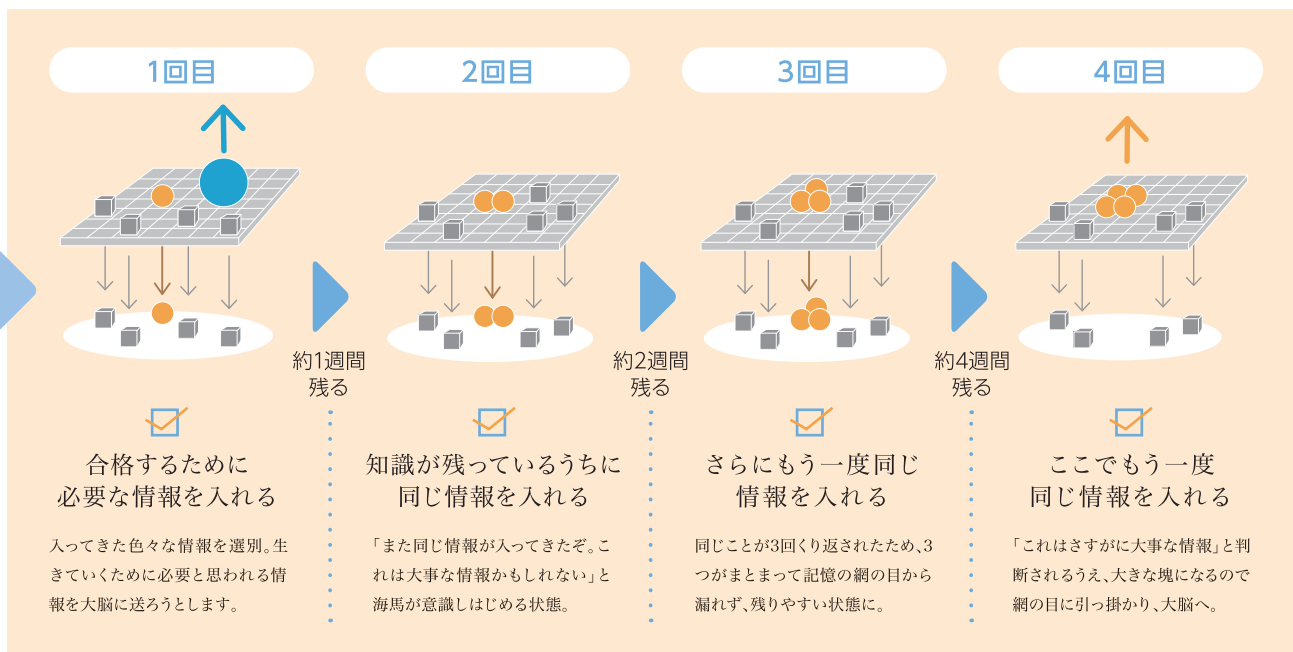 1回目
2回目
3回目
4回目
約1週間
残る
約2週間
残る
約4週間
残る
合格するために
必要な情報を入れる
入ってきた色々な情報を選別。生
きていくために必要と思われる情
報を大脳に送ろうとします。
知識が残っているうちに
同じ情報を入れる
「また同じ情報が入ってきたぞ。こ
れは大事な情報かもしれない」と
海馬が意識しはじめる状態。
さらにもう一度同じ
情報を入れる
同じことが3回くり返されたため、3
つがまとまって記憶の網の目から
漏れず、残りやすい状態に。
ここでもう一度
同じ情報を入れる
「これはさすがに大事な情報」と判
断されるうえ、大きな塊になるので
網の目に引っ掛かり、大脳へ。